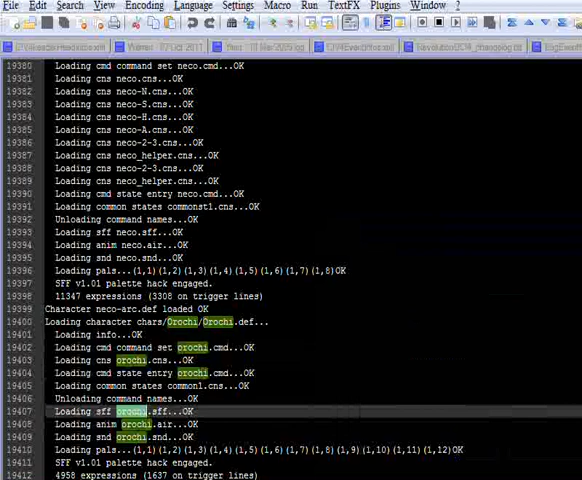 File Edit Search View Encoding Language Settings Macro Run TextFX Plugins Window ?
19380 Loading cmd command set neco.cmd...OK
19381 Loading cns neco.cns...OK
19382 Loading cns neco-N.cns...OK
19383 Loading cns neco-S.cns...OK
19384 Loading cns neco-H.cns...OK
19385 Loading cns neco-A.cns...OK
19386 Loading cns neco-2-3.cns...OK
19387 Loading cns neco_helper.cns...OK
19388 Loading cns neco-2-3.cns...OK
19389 Loading cns neco_helper.cns...OK
19390 Loading cmd state entry neco.cmd...OK
19391 Loading common states commonst1.cns...OK
19392 Unloading command names...OK
19393 Loading sff neco.sff...OK
19394 Loading anim neco.air...OK
19395 Loading snd neco.snd...OK
19396 Loading pals...(1,1)(1,2)(1,3)(1,4)(1,5)(1,6)(1,7)(1,8)OK
19397 SFF v1.01 palette hack engaged.
19398 11347 expressions (3308 on trigger lines)
19399 Character neco-arc.def loaded OK
19400 Loading character chars/Orochi/Orochi.def...
19401 Loading info...OK
19402 Loading cmd command set orochi.cmd...OK
19403 Loading cns orochi.cns...OK
19404 Loading cmd state entry orochi.cmd...OK
19405 Loading common states common1.cns...OK
19406 Unloading command names...OK
19407 Loading sff orochi.sff...OK
19408 Loading anim orochi.air...OK
19409 Loading snd orochi.snd...OK
19410 Loading pals...(1,1)(1,2)(1,3)(1,4)(1,5)(1,6)(1,7)(1,8)(1,9)(1,10)(1,11)(1,12)OK
19411 SFF v1.01 palette hack engaged.
19412 4958 expressions (1637 on trigger lines)